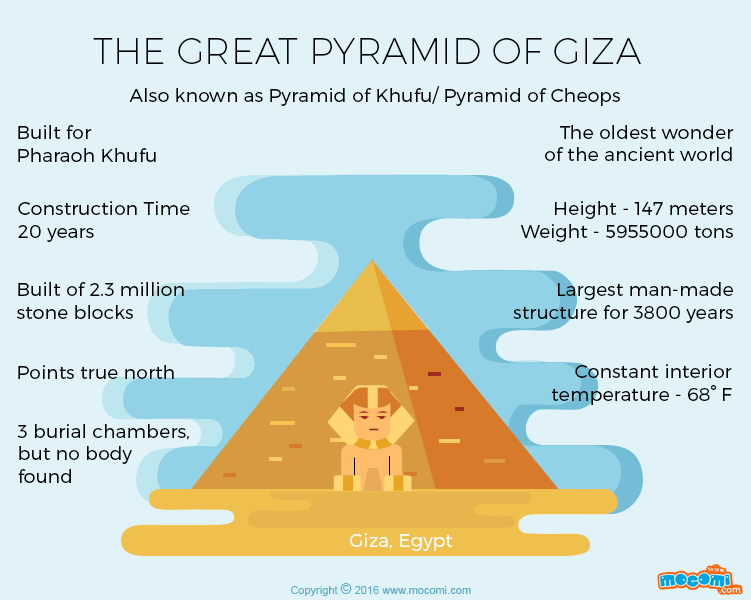 THE GREAT PYRAMID OF GIZA
Also known as Pyramid of Khufu/ Pyramid of Cheops
Built for
Pharaoh Khufu
Construction Time
20 years
Built of 2.3 million
stone blocks
Points true north
3 burial chambers,
but no body
found
The oldest wonder
of the ancient world
Height - 147 meters
Weight - 5955000 tons
Largest man-made
structure for 3800 years
Constant interior
temperature - 68° F
Giza, Egypt
Copyright © 2016 www.mocomi.com
mocomi
.com